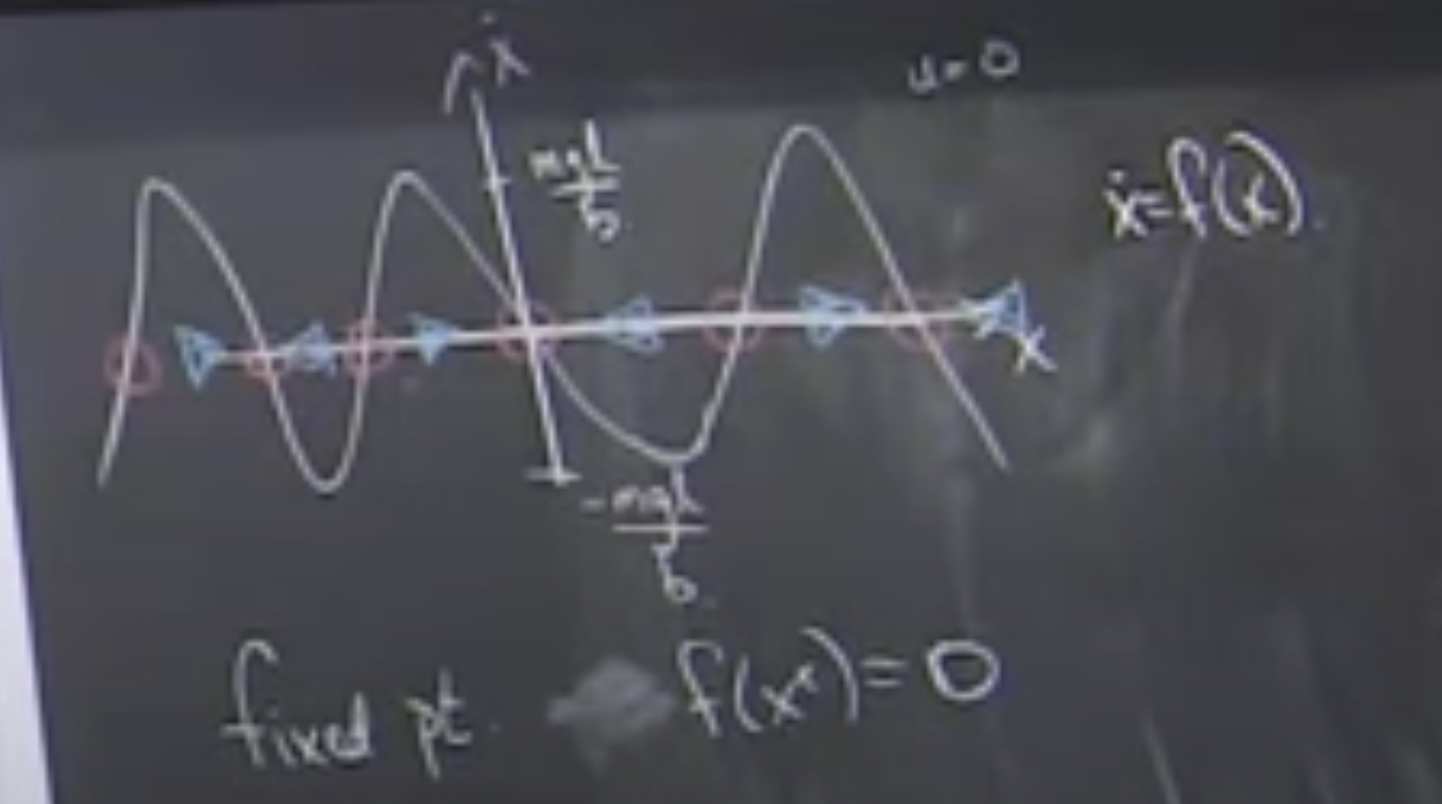 ẋ
u=0
mgl
b
ẋ=f(x).
x
-mgl
b
fixed pt. f(x*)=0